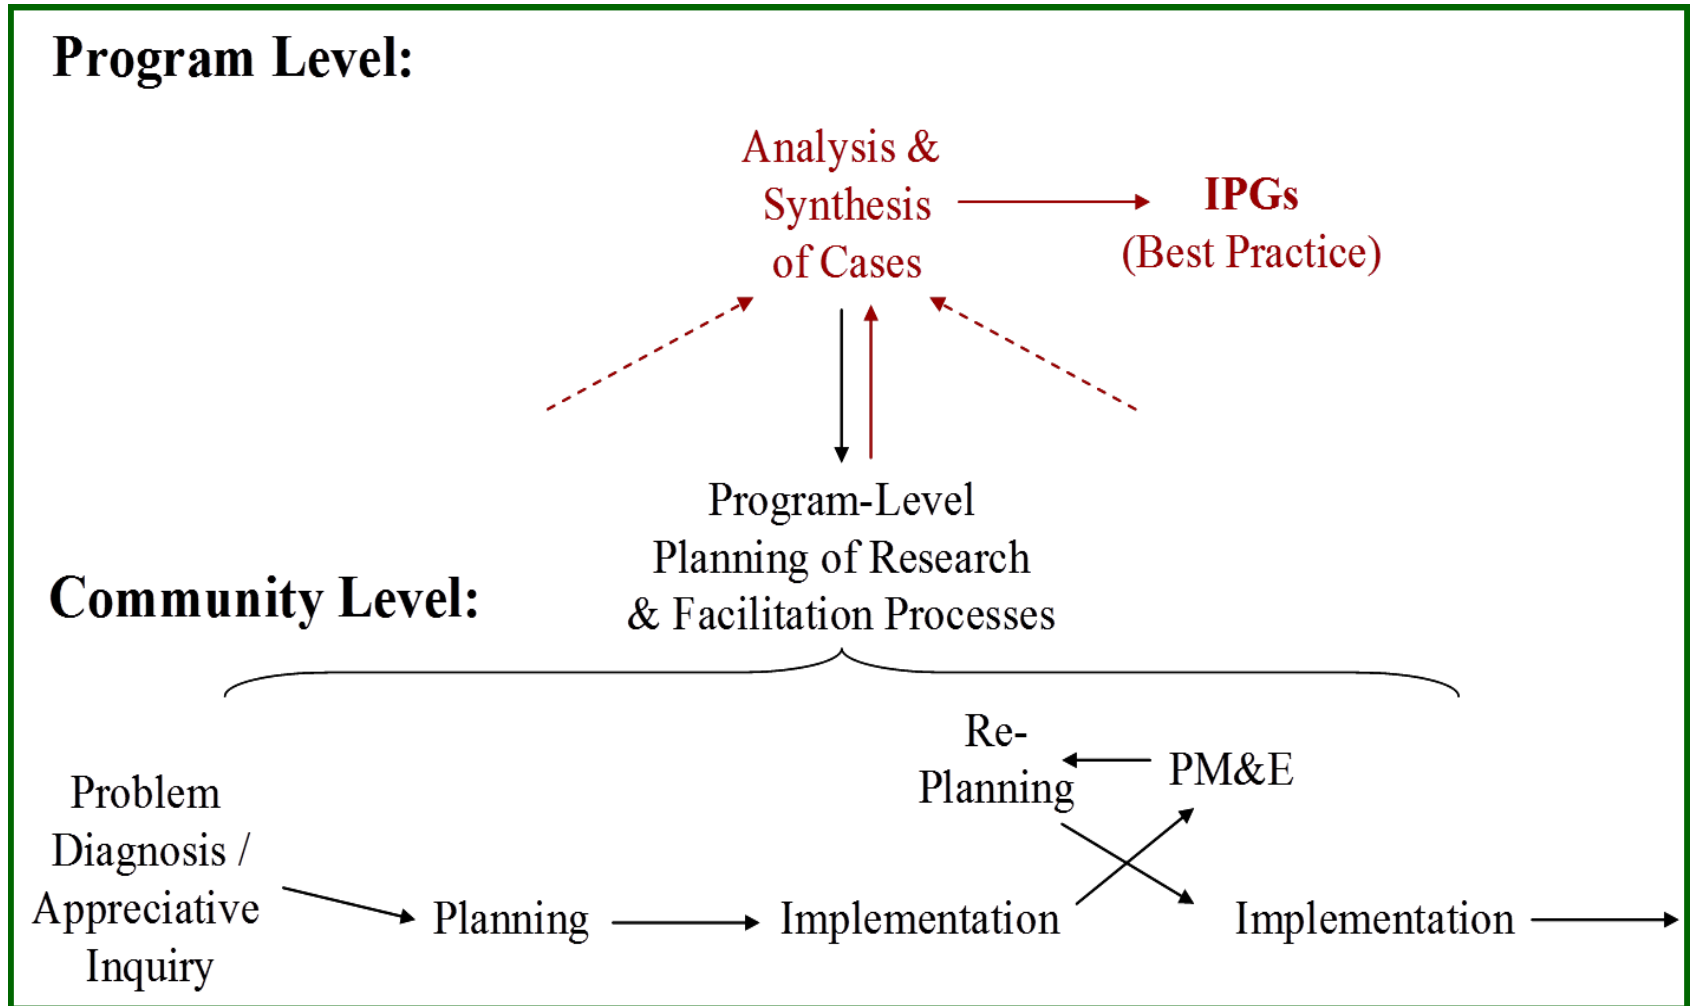 Program Level:
Analysis &
Synthesis
of Cases
IPGs
(Best Practice)
Program-Level
Planning of Research
& Facilitation Processes
Community Level:
Re-
Planning
PM&E
Problem
Diagnosis /
Appreciative
Inquiry
Planning
Implementation
Implementation